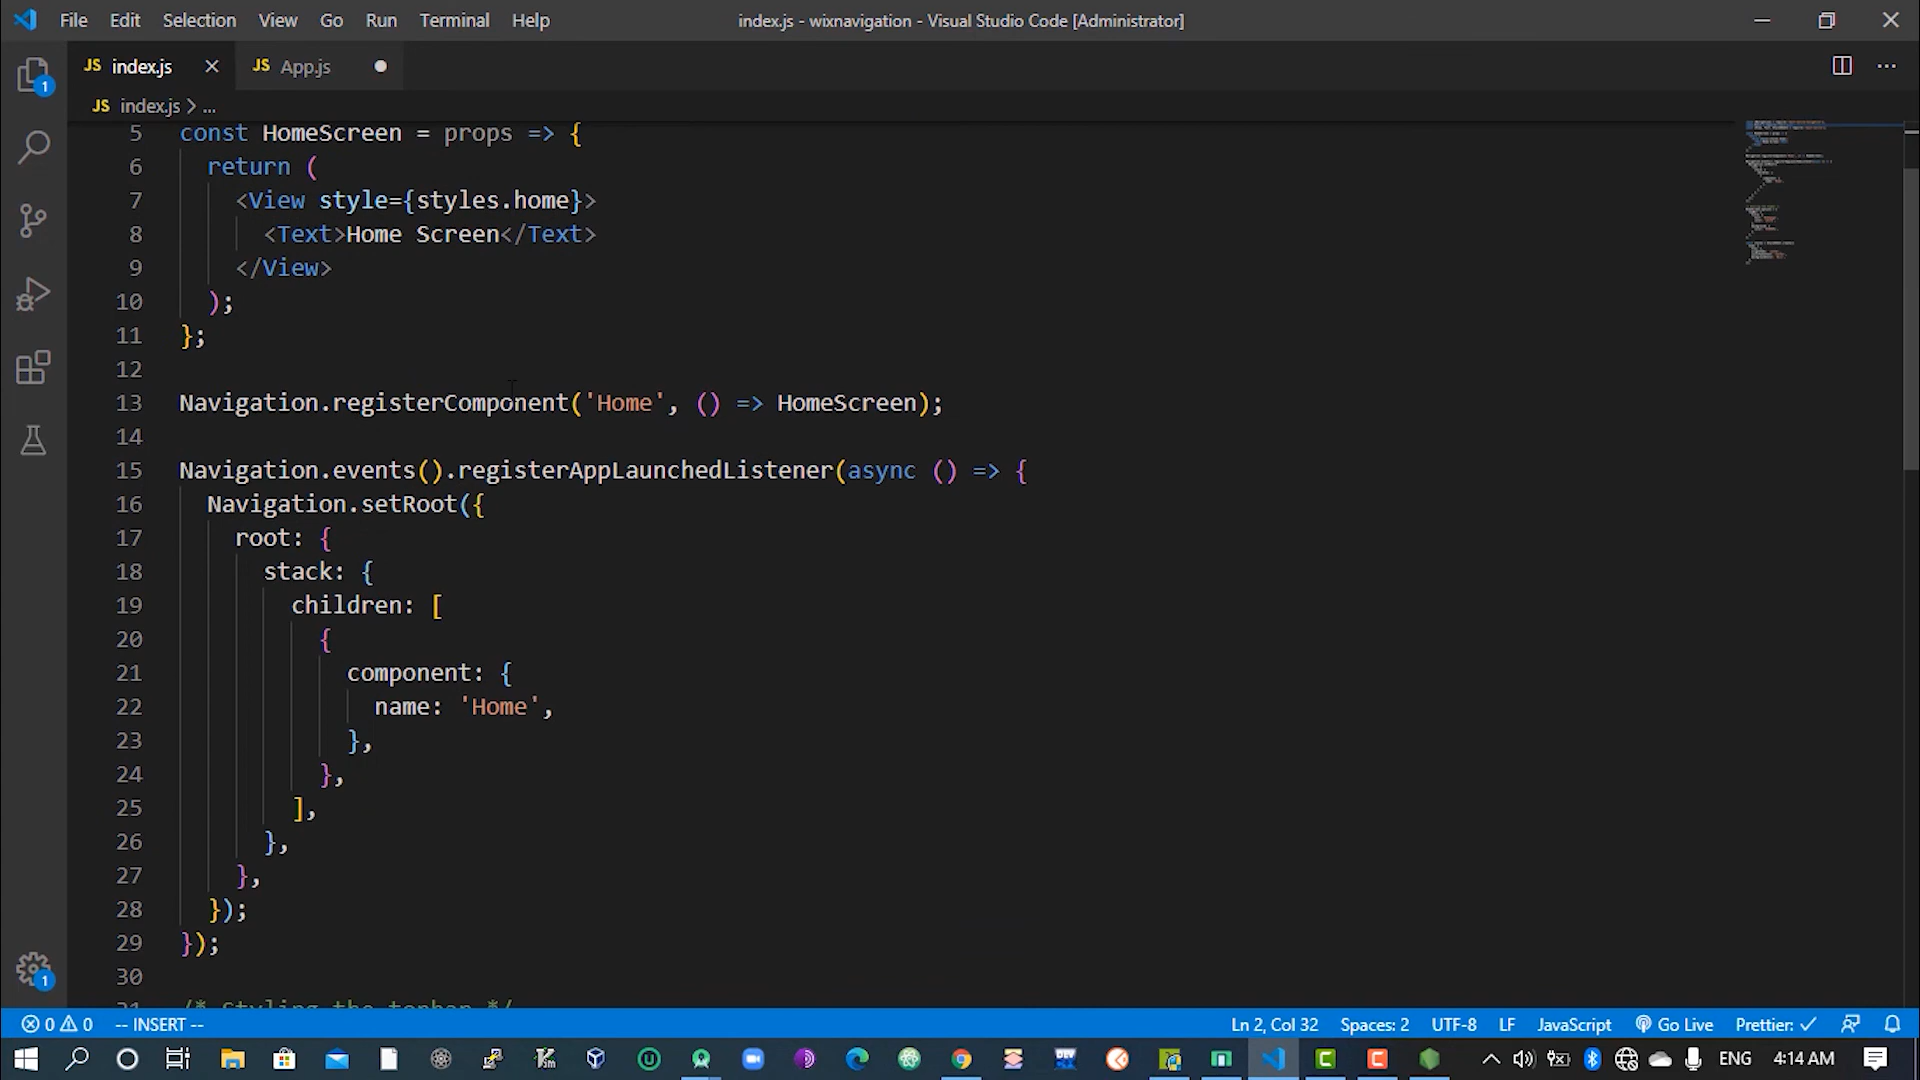 File Edit Selection View Go Run Terminal Help index.js - wixnavigation - Visual Studio Code [Administrator]
JS index.js JS App.js
JS index.js > ...
5 const HomeScreen = props => {
6 return (
7 <View style={styles.home}>
8 <Text>Home Screen</Text>
9 </View>
10 );
11 };
12
13 Navigation.registerComponent('Home', () => HomeScreen);
14
15 Navigation.events().registerAppLaunchedListener(async () => {
16 Navigation.setRoot({
17 root: {
18 stack: {
19 children: [
20 {
21 component: {
22 name: 'Home',
23 },
24 },
25 ],
26 },
27 },
28 });
29 });
30
31 /* Styling the topbar */
0 0 -- INSERT -- Ln 2, Col 32 Spaces: 2 UTF-8 LF JavaScript Go Live Prettier: ✓
ENG 4:14 AM